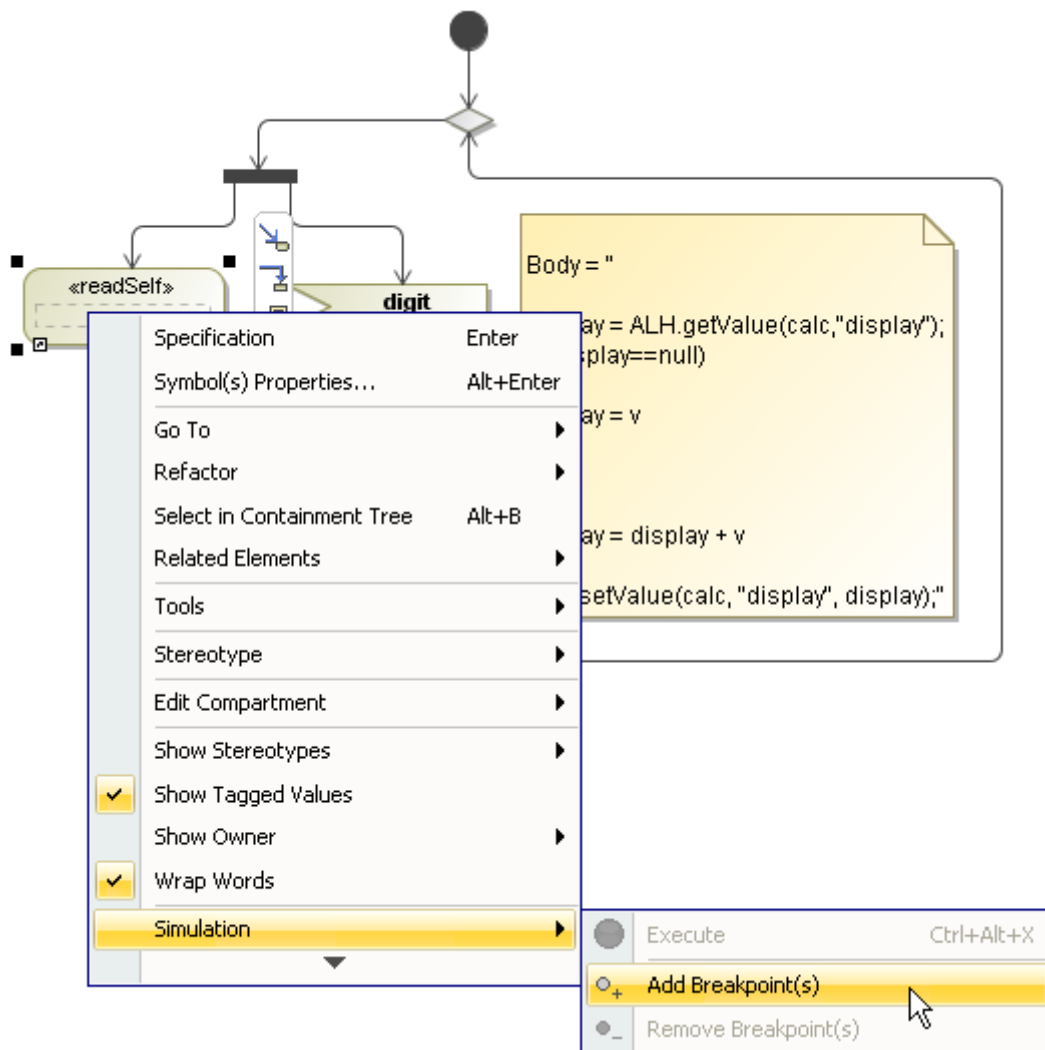 «readSelf»
digit
Body = "
ay = ALH.getValue(calc,"display");
play==null)
ay = v
ay = display + v
setValue(calc, "display", display);"
Specification Enter
Symbol(s) Properties... Alt+Enter
Go To
Refactor
Select in Containment Tree Alt+B
Related Elements
Tools
Stereotype
Edit Compartment
Show Stereotypes
Show Tagged Values
Show Owner
Wrap Words
Simulation
Execute Ctrl+Alt+X
Add Breakpoint(s)
Remove Breakpoint(s)